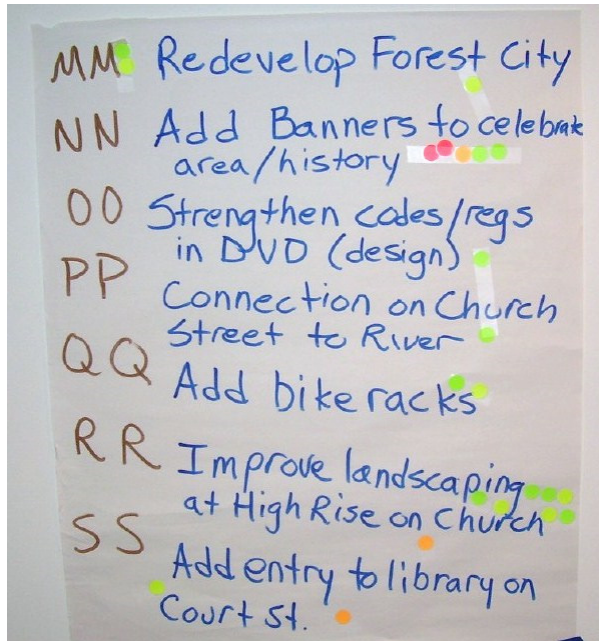 MM Redevelop Forest City
NN Add Banners to celebrate
area/history
OO Strengthen codes/regs
in DVD (design)
PP Connection on Church
Street to River
QQ Add bike racks
RR Improve landscaping
at High Rise on Church
SS Add entry to library on
Court St.